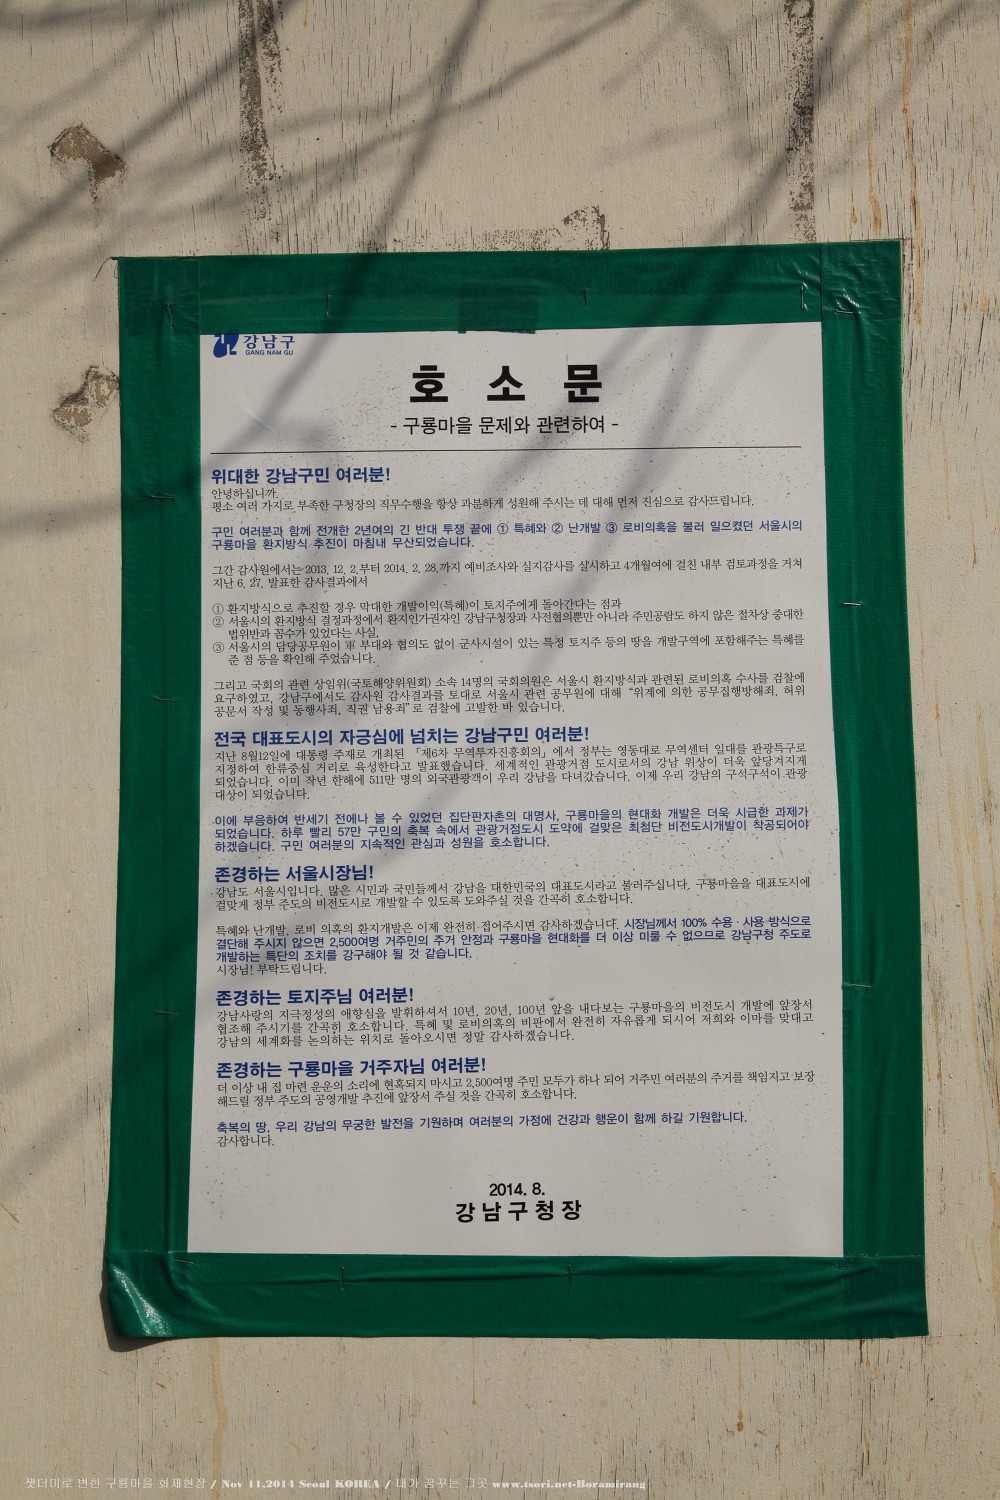 강남구
GANG NAM GU
호 소 문
- 구룡마을 문제와 관련하여 -
위대한 강남구민 여러분!
안녕하십니까.
평소 여러 가지로 부족한 구청장의 직무수행을 항상 과분하게 성원해 주시는 데 대해 먼저 진심으로 감사드립니다.
구민 여러분과 함께 전개한 2년여의 긴 반대 투쟁 끝에 ① 특혜와 ② 난개발 ③ 로비의혹을 불러 일으켰던 서울시의
구룡마을 환지방식 추진이 마침내 무산되었습니다.
그간 감사원에서는 2013. 12. 2.부터 2014. 2. 28.까지 예비조사와 실지감사를 실시하고 4개월여에 걸친 내부 검토과정을 거쳐
지난 6. 27. 발표한 감사결과에서
① 환지방식으로 추진할 경우 막대한 개발이익(특혜)이 토지주에게 돌아간다는 점과
② 서울시의 환지방식 결정과정에서 환지인가권자인 강남구청장과 사전협의뿐만 아니라 주민공람도 하지 않은 절차상 중대한
법위반과 꼼수가 있었다는 사실,
③ 서울시의 담당공무원이 軍 부대와 협의도 없이 군사시설이 있는 특정 토지주 등의 땅을 개발구역에 포함해주는 특혜를
준 점 등을 확인해 주었습니다.
그리고 국회의 관련 상임위(국토해양위원회) 소속 14명의 국회의원은 서울시 환지방식과 관련된 로비의혹 수사를 검찰에
요구하였고, 강남구에서도 감사원 감사결과를 토대로 서울시 관련 공무원에 대해 "위계에 의한 공무집행방해죄, 허위
공문서 작성 및 동행사죄, 직권 남용죄"로 검찰에 고발한 바 있습니다.
전국 대표도시의 자긍심에 넘치는 강남구민 여러분!
지난 8월12일에 대통령 주재로 개최된 「제6차 무역투자진흥회의」에서 정부는 영동대로 무역센터 일대를 관광특구로
지정하여 한류중심 거리로 육성한다고 발표했습니다. 세계적인 관광거점 도시로서의 강남 위상이 더욱 앞당겨지게
되었습니다. 이미 작년 한해에 511만 명의 외국관광객이 우리 강남을 다녀갔습니다. 이제 우리 강남의 구석구석이 관광
대상이 되었습니다.
이에 부응하여 반세기 전에나 볼 수 있었던 집단판자촌의 대명사, 구룡마을의 현대화 개발은 더욱 시급한 과제가
되었습니다. 하루 빨리 57만 구민의 축복 속에서 관광거점도시 도약에 걸맞은 최첨단 비전도시개발이 착공되어야
하겠습니다. 구민 여러분의 지속적인 관심과 성원을 호소합니다.
존경하는 서울시장님!
강남도 서울시입니다. 많은 시민과 국민들께서 강남을 대한민국의 대표도시라고 불러주십니다. 구룡마을을 대표도시에
걸맞게 정부 주도의 비전도시로 개발할 수 있도록 도와주실 것을 간곡히 호소합니다.
특혜와 난개발, 로비 의혹의 환지개발은 이제 완전히 접어주시면 감사하겠습니다. 시장님께서 100% 수용·사용 방식으로
결단해 주시지 않으면 2,500여명 거주민의 주거 안정과 구룡마을 현대화를 더 이상 미룰 수 없으므로 강남구청 주도로
개발하는 특단의 조치를 강구해야 될 것 같습니다.
시장님! 부탁드립니다.
존경하는 토지주님 여러분!
강남사랑의 지극정성의 애향심을 발휘하셔서 10년, 20년, 100년 앞을 내다보는 구룡마을의 비전도시 개발에 앞장서
협조해 주시기를 간곡히 호소합니다. 특혜 및 로비의혹의 비판에서 완전히 자유롭게 되시어 저희와 이마를 맞대고
강남의 세계화를 논의하는 위치로 돌아오시면 정말 감사하겠습니다.
존경하는 구룡마을 거주자님 여러분!
더 이상 내 집 마련 운운의 소리에 현혹되지 마시고 2,500여명 주민 모두가 하나 되어 거주민 여러분의 주거를 책임지고 보장
해드릴 정부 주도의 공영개발 추진에 앞장서 주실 것을 간곡히 호소합니다.
축복의 땅, 우리 강남의 무궁한 발전을 기원하며 여러분의 가정에 건강과 행운이 함께 하길 기원합니다.
감사합니다.
2014. 8.
강남구청장
잿더미로 변한 구룡마을 화재현장 / Nov 11,2014 Seoul KOREA / 내가 꿈꾸는 그곳 www.tsori.net-Boramirang